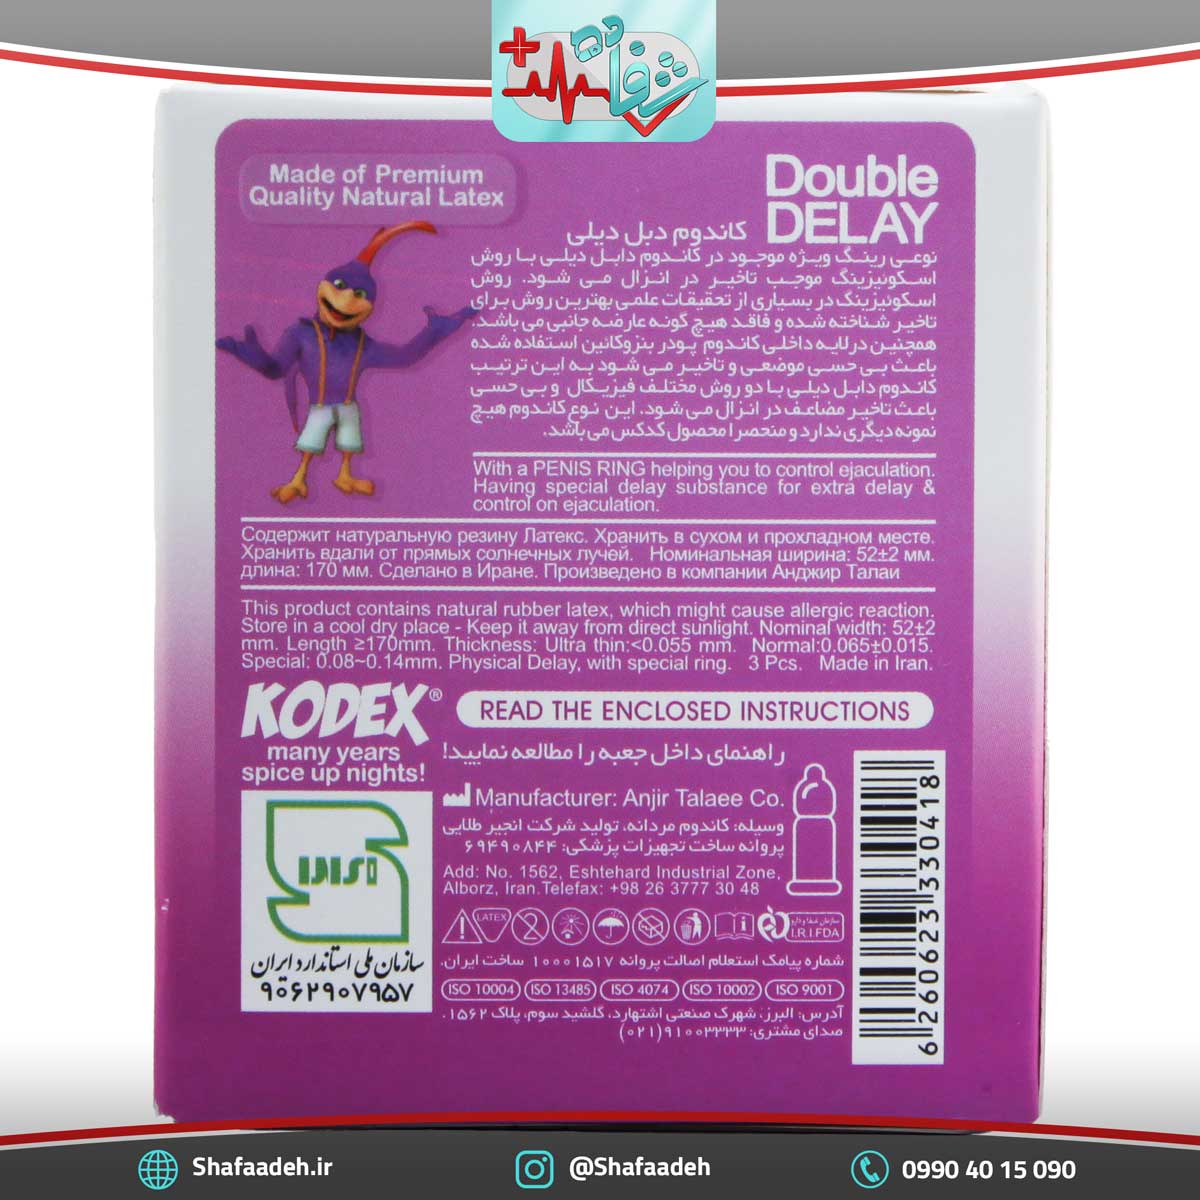 شفاده
Made of Premium
Quality Natural Latex
Double
DELAY
کاندوم دبل دیلی
نوعی رینگ ویژه موجود در کاندوم دابل دیلی با روش
اسکوئیزینگ موجب تاخیر در انزال می شود. روش
اسکوئیزینگ در بسیاری از تحقیقات علمی بهترین روش برای
تاخیر شناخته شده و فاقد هیچ گونه عارضه جانبی می باشد.
همچنین درلایه داخلی کاندوم پودر بنزوکائین استفاده شده
باعث بی حسی موضعی و تاخیر می شود به این ترتیب
کاندوم دابل دیلی با دو روش مختلف فیزیکال و بی حسی
باعث تاخیر مضاعف در انزال می شود. این نوع کاندوم هیچ
نمونه دیگری ندارد و منحصرا محصول کدکس می باشد.
With a PENIS RING helping you to control ejaculation.
Having special delay substance for extra delay &
control on ejaculation.
Содержит натуральную резину Латекс. Хранить в сухом и прохладном месте.
Хранить вдали от прямых солнечных лучей. Номинальная ширина: 52±2 мм.
длина: 170 мм. Сделано в Иране. Произведено в компании Анджир Талаи
This product contains natural rubber latex, which might cause allergic reaction.
Store in a cool dry place - Keep it away from direct sunlight. Nominal width: 52±2
mm. Length ≥170mm. Thickness: Ultra thin:<0.055 mm. Normal:0.065±0.015.
Special: 0.08~0.14mm. Physical Delay, with special ring. 3 Pcs. Made in Iran.
KODEX®
many years
spice up nights!
READ THE ENCLOSED INSTRUCTIONS
راهنمای داخل جعبه را مطالعه نمایید!
Manufacturer: Anjir Talaee Co.
وسیله: کاندوم مردانه، تولید شرکت انجیر طلایی
پروانه ساخت تجهیزات پزشکی: ۶۹۴۹۰۸۴۴
Add: No. 1562, Eshtehard Industrial Zone,
Alborz, Iran.Telefax: +98 26 3777 30 48
LATEX
2
سازمان غذا و دارو
I.R.I.FDA
شماره پیامک استعلام اصالت پروانه ۱۰۰۰۱۵۱۷ ساخت ایران.
ISO 10004 ISO 13485 ISO 4074 ISO 10002 ISO 9001
آدرس: البرز، شهرک صنعتی اشتهارد، گلشید سوم، پلاک ۱۵۶۲.
صدای مشتری: ۹۱۰۰۳۳۳۳(۰۲۱)
سازمان ملی استاندارد ایران
۹۰۶۲۹۰۷۹۵۷
6 260623 330418
Shafaadeh.ir
@Shafaadeh
0990 40 15 090